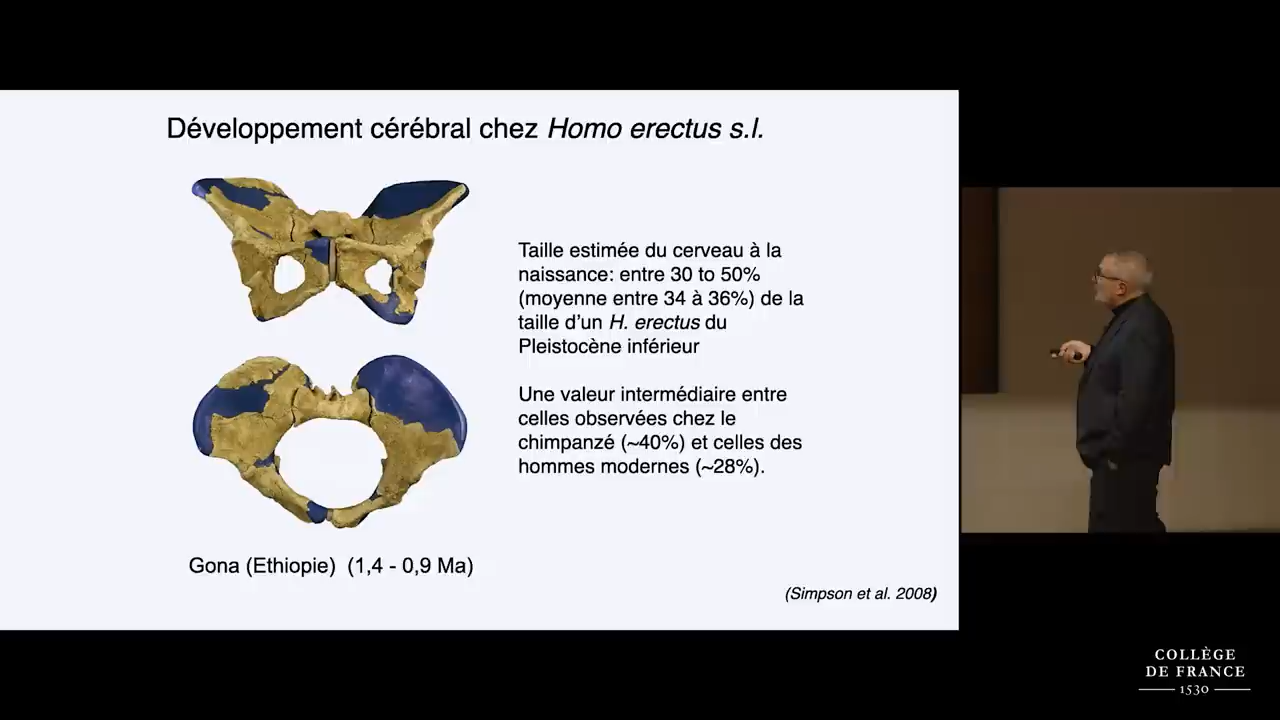 Développement cérébral chez Homo erectus s.l.
Taille estimée du cerveau à la
naissance: entre 30 to 50%
(moyenne entre 34 à 36%) de la
taille d'un H. erectus du
Pleistocène inférieur
Une valeur intermédiaire entre
celles observées chez le
chimpanzé (~40%) et celles des
hommes modernes (~28%).
Gona (Ethiopie) (1,4 - 0,9 Ma)
(Simpson et al. 2008)
COLLÈGE
DE FRANCE
1530